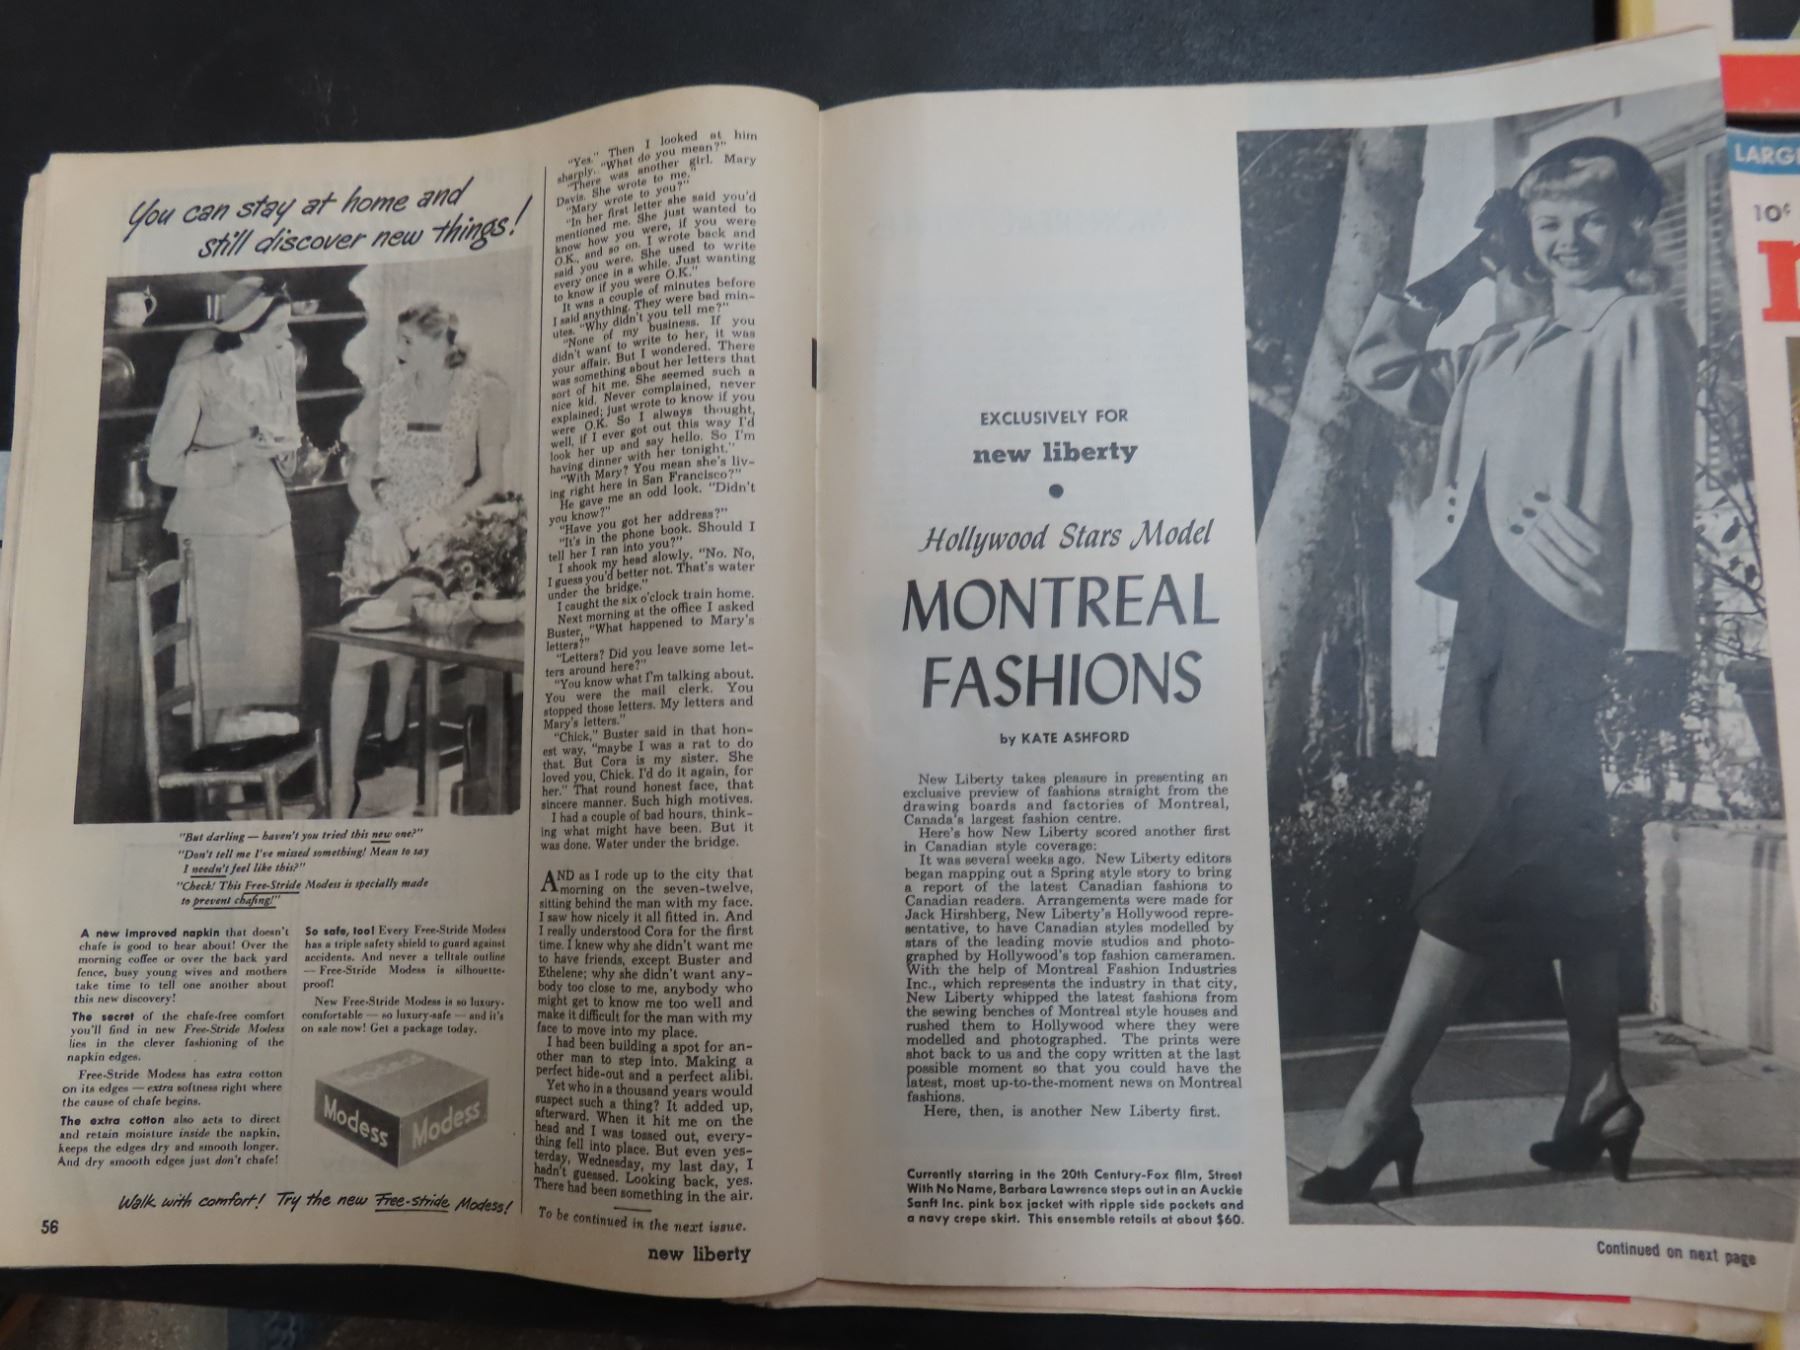 You can stay at home and
still discover new things!
"But darling — haven't you tried this new one?"
"Don't tell me I've missed something! Mean to say
I needn't feel like this?"
"Check! This Free-Stride Modess is specially made
to prevent chafing!"
A new improved napkin that doesn't
chafe is good to hear about! Over the
morning coffee or over the back yard
fence, busy young wives and mothers
take time to tell one another about
this new discovery!
The secret of the chafe-free comfort
you'll find in new Free-Stride Modess
lies in the clever fashioning of the
napkin edges.
Free-Stride Modess has extra cotton
on its edges — extra softness right where
the cause of chafe begins.
The extra cotton also acts to direct
and retain moisture inside the napkin,
keeps the edges dry and smooth longer.
And dry smooth edges just don't chafe!
So safe, too! Every Free-Stride Modess
has a triple safety shield to guard against
accidents. And never a telltale outline
— Free-Stride Modess is silhouette-
proof!
New Free-Stride Modess is so luxury-
comfortable — so luxury-safe — and it's
on sale now! Get a package today.
Modess Modess
Walk with comfort! Try the new Free-stride Modess!
56
"Yes." Then I looked at him
sharply. "What do you mean?"
"There was another girl. Mary
Davis. She wrote to me."
"Mary wrote to you?"
"In her first letter she said you'd
mentioned me. She just wanted to
know how you were, if you were
O.K., and so on. I wrote back and
said you were. She used to write
every once in a while. Just wanting
to know if you were O.K."
It was a couple of minutes before
I said anything. They were bad min-
utes. "Why didn't you tell me?"
"None of my business. If you
didn't want to write to her, it was
your affair. But I wondered. There
was something about her letters that
sort of hit me. She seemed such a
nice kid. Never complained, never
explained; just wrote to know if you
were O.K. So I always thought,
well, if I ever got out this way I'd
look her up and say hello. So I'm
having dinner with her tonight."
"With Mary? You mean she's liv-
ing right here in San Francisco?"
He gave me an odd look. "Didn't
you know?"
"Have you got her address?"
"It's in the phone book. Should I
tell her I ran into you?"
I shook my head slowly. "No. No,
I guess you'd better not. That's water
under the bridge."
I caught the six o'clock train home.
Next morning at the office I asked
Buster, "What happened to Mary's
letters?"
"Letters? Did you leave some let-
ters around here?"
"You know what I'm talking about.
You were the mail clerk. You
stopped those letters. My letters and
Mary's letters."
"Chick," Buster said in that hon-
est way, "maybe I was a rat to do
that. But Cora is my sister. She
loved you, Chick. I'd do it again, for
her." That round honest face, that
sincere manner. Such high motives.
I had a couple of bad hours, think-
ing what might have been. But it
was done. Water under the bridge.
AND as I rode up to the city that
morning on the seven-twelve,
sitting behind the man with my face.
I saw how nicely it all fitted in. And
I really understood Cora for the first
time. I knew why she didn't want me
to have friends, except Buster and
Ethelene; why she didn't want any-
body too close to me, anybody who
might get to know me too well and
make it difficult for the man with my
face to move into my place.
I had been building a spot for an-
other man to step into. Making a
perfect hide-out and a perfect alibi.
Yet who in a thousand years would
suspect such a thing? It added up,
afterward. When it hit me on the
head and I was tossed out, every-
thing fell into place. But even yes-
terday, Wednesday, my last day, I
hadn't guessed. Looking back, yes.
There had been something in the air.
To be continued in the next issue.
new liberty
EXCLUSIVELY FOR
new liberty
Hollywood Stars Model
MONTREAL
FASHIONS
by KATE ASHFORD
New Liberty takes pleasure in presenting an
exclusive preview of fashions straight from the
drawing boards and factories of Montreal,
Canada's largest fashion centre.
Here's how New Liberty scored another first
in Canadian style coverage:
It was several weeks ago. New Liberty editors
began mapping out a Spring style story to bring
a report of the latest Canadian fashions to
Canadian readers. Arrangements were made for
Jack Hirshberg, New Liberty's Hollywood repre-
sentative, to have Canadian styles modelled by
stars of the leading movie studios and photo-
graphed by Hollywood's top fashion cameramen.
With the help of Montreal Fashion Industries
Inc., which represents the industry in that city,
New Liberty whipped the latest fashions from
the sewing benches of Montreal style houses and
rushed them to Hollywood where they were
modelled and photographed. The prints were
shot back to us and the copy written at the last
possible moment so that you could have the
latest, most up-to-the-moment news on Montreal
fashions.
Here, then, is another New Liberty first.
Currently starring in the 20th Century-Fox film, Street
With No Name, Barbara Lawrence steps out in an Auckie
Sanft Inc. pink box jacket with ripple side pockets and
a navy crepe skirt. This ensemble retails at about $60.
Continued on next page
10¢